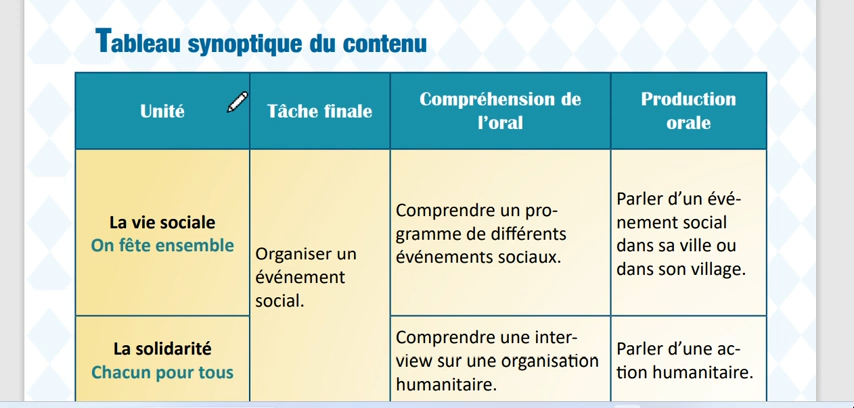 Tableau synoptique du contenu
Unité
Tâche finale
Compréhension de
l'oral
Production
orale
La vie sociale
On fête ensemble
Organiser un
événement
social.
Comprendre un pro-
gramme de différents
événements sociaux.
Parler d'un évé-
nement social
dans sa ville ou
dans son village.
La solidarité
Chacun pour tous
Comprendre une inter-
view sur une organisation
humanitaire.
Parler d'une ac-
tion humanitaire.